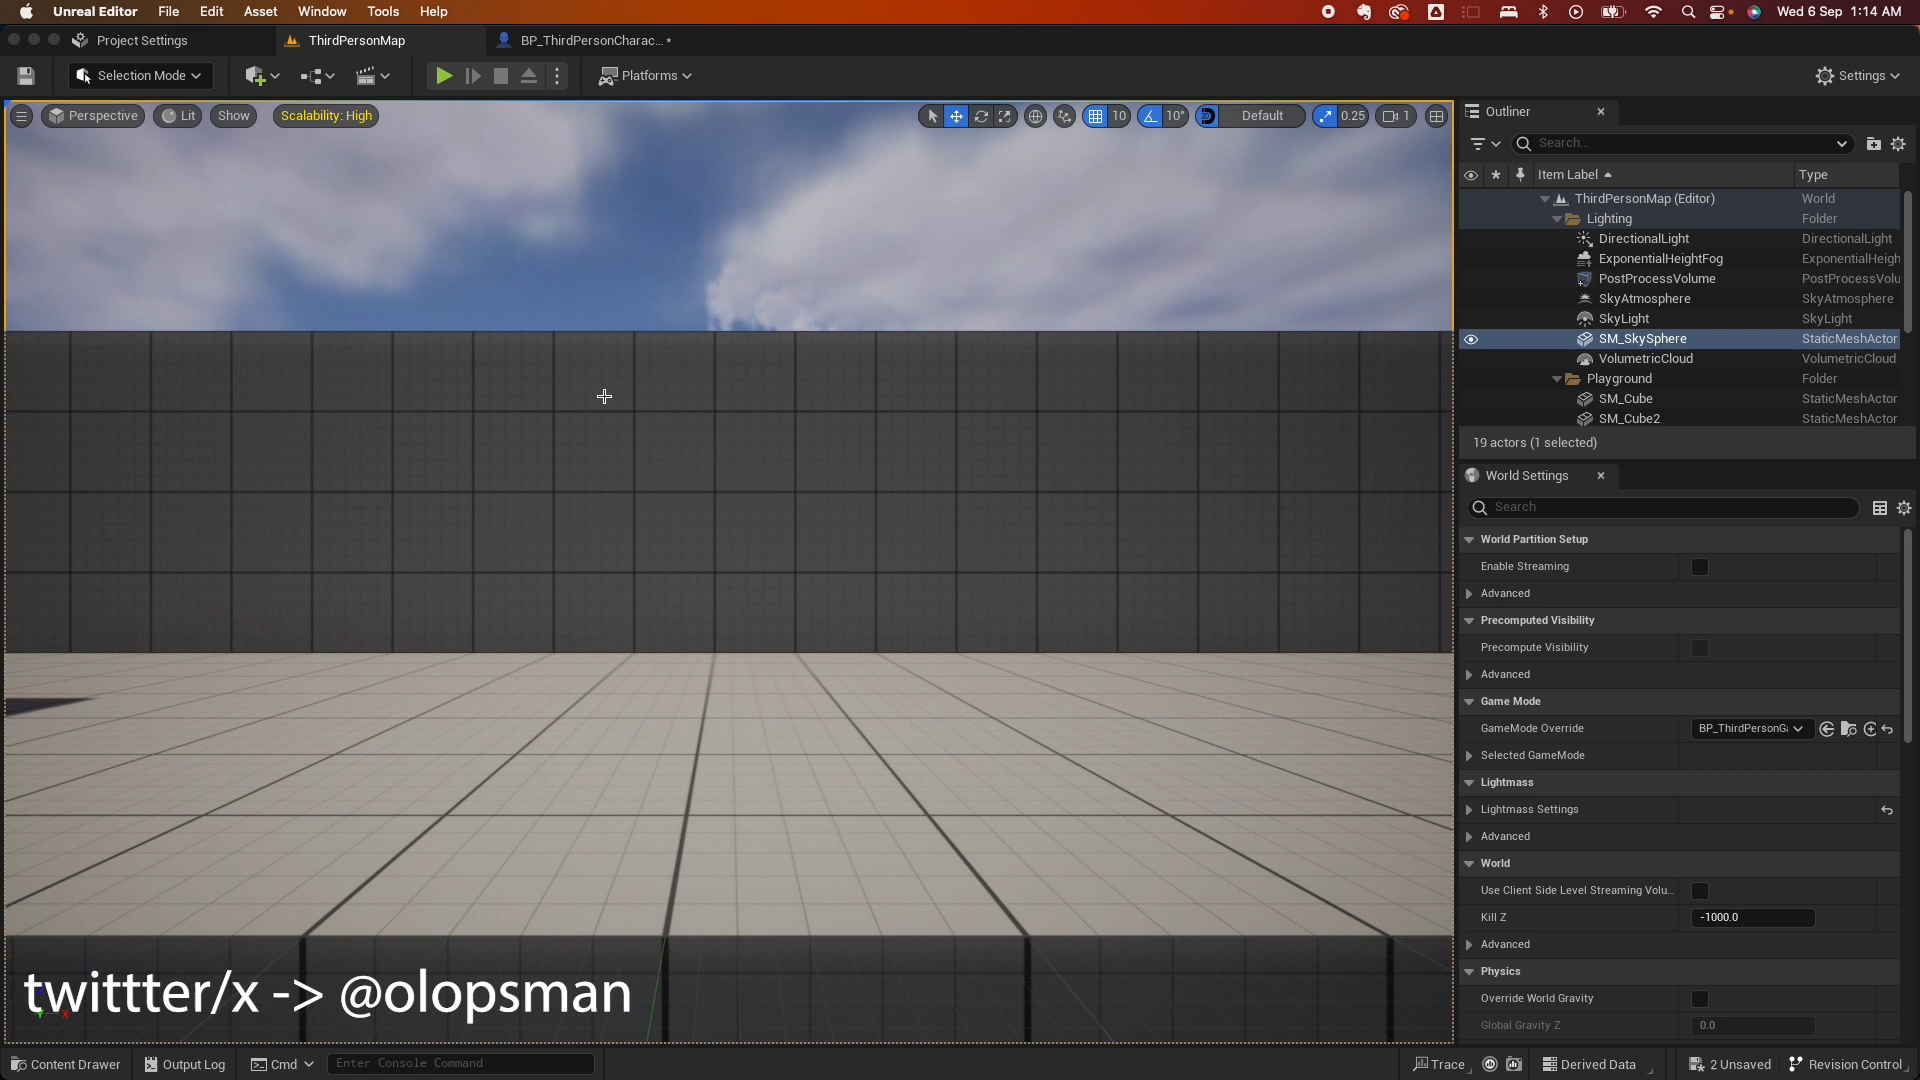 Unreal Editor File Edit Asset Window Tools Help
Wed 6 Sep 1:14 AM
Project Settings ThirdPersonMap BP_ThirdPersonCharac... *
Selection Mode Platforms Settings
Perspective Lit Show Scalability: High 10 10° Default 0.25 1
Outliner
Search...
Item Label Type
ThirdPersonMap (Editor) World
Lighting Folder
DirectionalLight DirectionalLight
ExponentialHeightFog ExponentialHeigh
PostProcessVolume PostProcessVolu
SkyAtmosphere SkyAtmosphere
SkyLight SkyLight
SM_SkySphere StaticMeshActor
VolumetricCloud VolumetricCloud
Playground Folder
SM_Cube StaticMeshActor
SM_Cube2 StaticMeshActor
19 actors (1 selected)
World Settings
Search
World Partition Setup
Enable Streaming
Advanced
Precomputed Visibility
Precompute Visibility
Advanced
Game Mode
GameMode Override BP_ThirdPersonGa
Selected GameMode
Lightmass
Lightmass Settings
Advanced
World
Use Client Side Level Streaming Volu...
Kill Z -1000.0
Advanced
Physics
Override World Gravity
Global Gravity Z 0.0
twittter/x -> @olopsman
Y X
Content Drawer Output Log Cmd Enter Console Command Trace Derived Data 2 Unsaved Revision Control